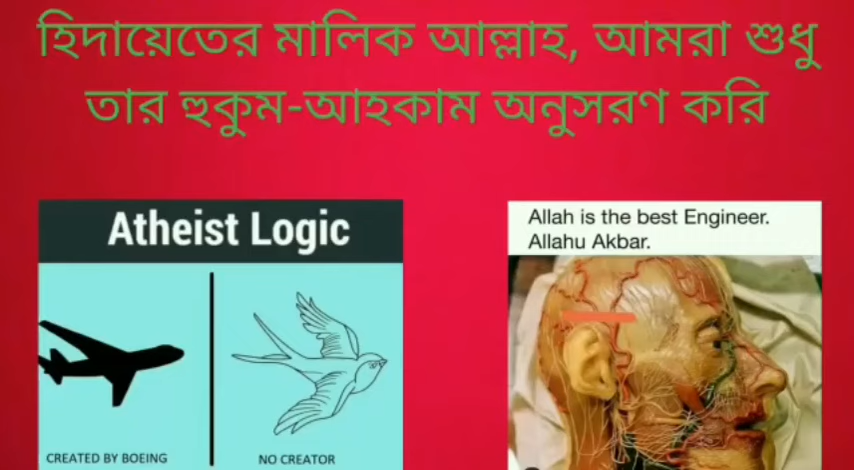 হিদায়েতের মালিক আল্লাহ, আমরা শুধু
তার হুকুম-আহকাম অনুসরণ করি
Atheist Logic
CREATED BY BOEING
NO CREATOR
Allah is the best Engineer.
Allahu Akbar.